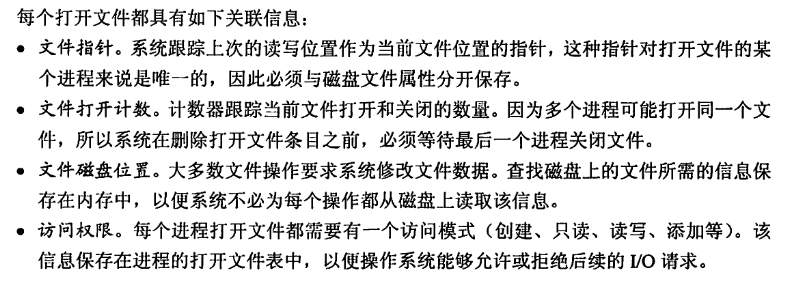 每个打开文件都具有如下关联信息：
● 文件指针。系统跟踪上次的读写位置作为当前文件位置的指针，这种指针对打开文件的某
个进程来说是唯一的，因此必须与磁盘文件属性分开保存。
● 文件打开计数。计数器跟踪当前文件打开和关闭的数量。因为多个进程可能打开同一个文
件，所以系统在删除打开文件条目之前，必须等待最后一个进程关闭文件。
● 文件磁盘位置。大多数文件操作要求系统修改文件数据。查找磁盘上的文件所需的信息保
存在内存中，以便系统不必为每个操作都从磁盘上读取该信息。
● 访问权限。每个进程打开文件都需要有一个访问模式（创建、只读、读写、添加等）。该
信息保存在进程的打开文件表中，以便操作系统能够允许或拒绝后续的 I/O 请求。